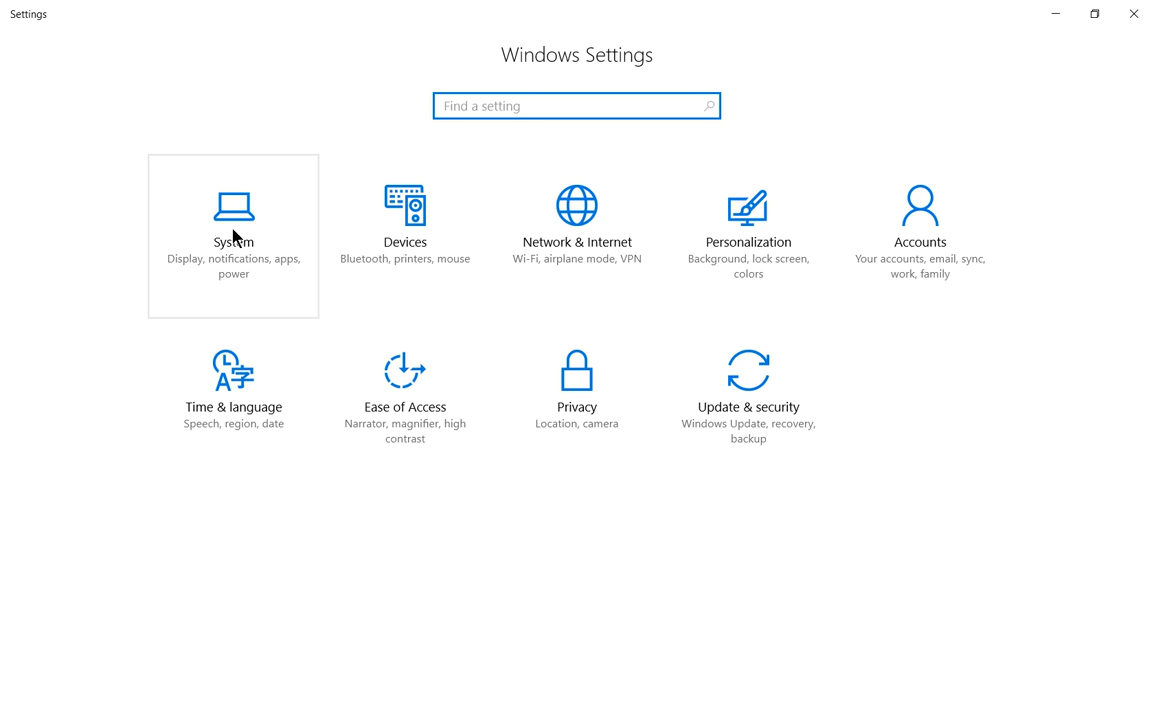 Settings
Windows Settings
Find a setting
System
Display, notifications, apps,
power
Devices
Bluetooth, printers, mouse
Network & Internet
Wi-Fi, airplane mode, VPN
Personalization
Background, lock screen,
colors
Accounts
Your accounts, email, sync,
work, family
Time & language
Speech, region, date
Ease of Access
Narrator, magnifier, high
contrast
Privacy
Location, camera
Update & security
Windows Update, recovery,
backup